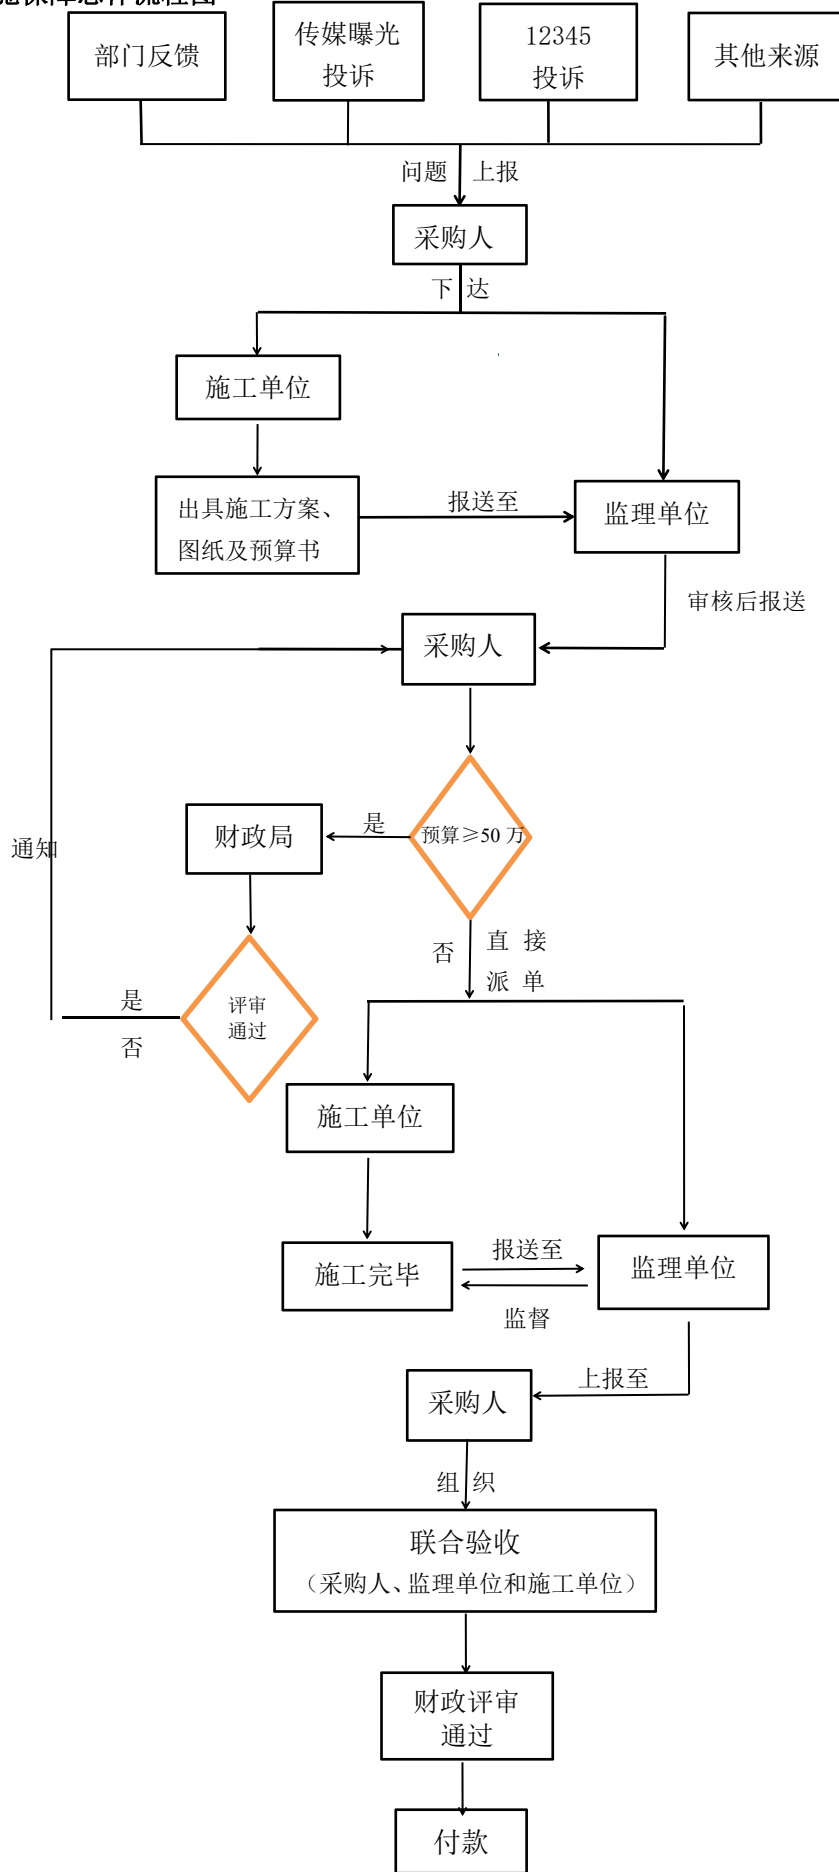 部门反馈
传媒曝光
投诉
12345
投诉
其他来源
问题 上报
采购人
下 达
施工单位
出具施工方案、
图纸及预算书
报送至
监理单位
审核后报送
采购人
通知
财政局
是
预算≥50 万
否
直 接
派 单
是
否
评审
通过
施工单位
施工完毕
报送至
监督
监理单位
上报至
采购人
组 织
联合验收
（采购人、监理单位和施工单位）
财政评审
通过
付款